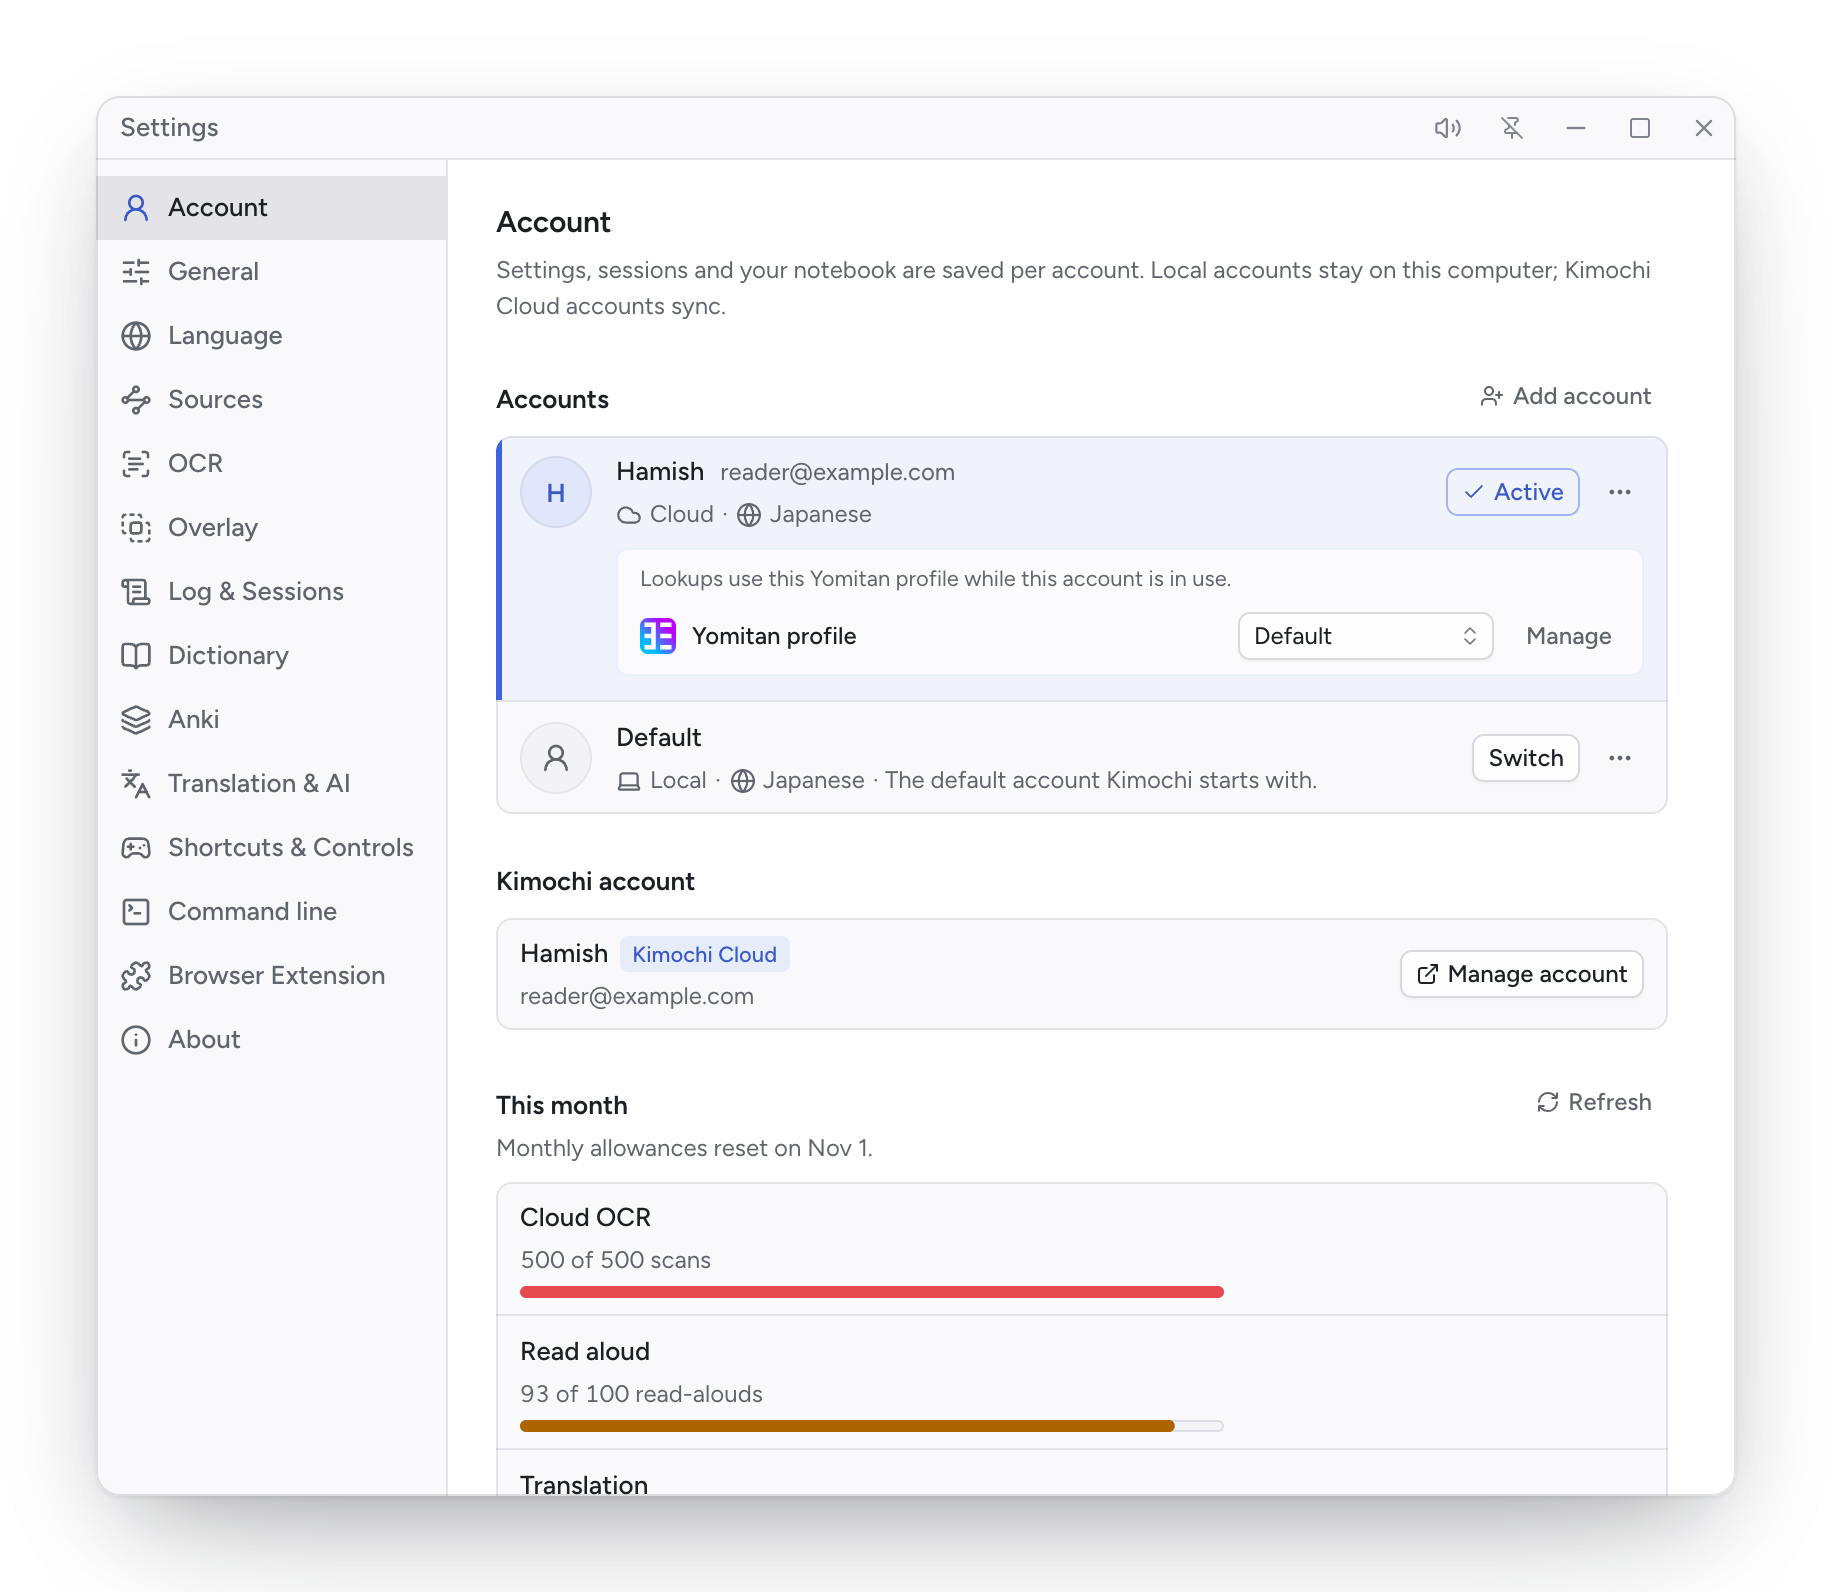 Settings
Account
General
Language
Sources
OCR
Overlay
Log & Sessions
Dictionary
Anki
Translation & AI
Shortcuts & Controls
Command line
Browser Extension
About
Account
Settings, sessions and your notebook are saved per account. Local accounts stay on this computer; Kimochi
Cloud accounts sync.
Accounts
Add account
H
Hamish reader@example.com
Cloud · Japanese
Active
Lookups use this Yomitan profile while this account is in use.
Yomitan profile
Default
Manage
Default
Local · Japanese · The default account Kimochi starts with.
Switch
Kimochi account
Hamish Kimochi Cloud
reader@example.com
Manage account
This month
Refresh
Monthly allowances reset on Nov 1.
Cloud OCR
500 of 500 scans
Read aloud
93 of 100 read-alouds
Translation